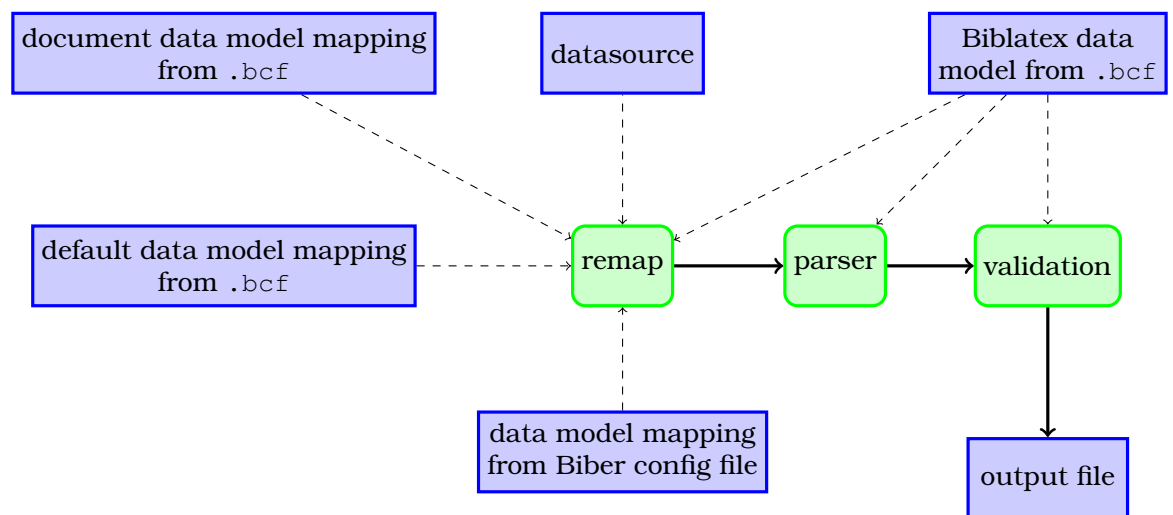 document data model mapping
from .bcf
datasource
Biblatex data
model from .bcf
default data model mapping
from .bcf
remap
parser
validation
data model mapping
from Biber config file
output file